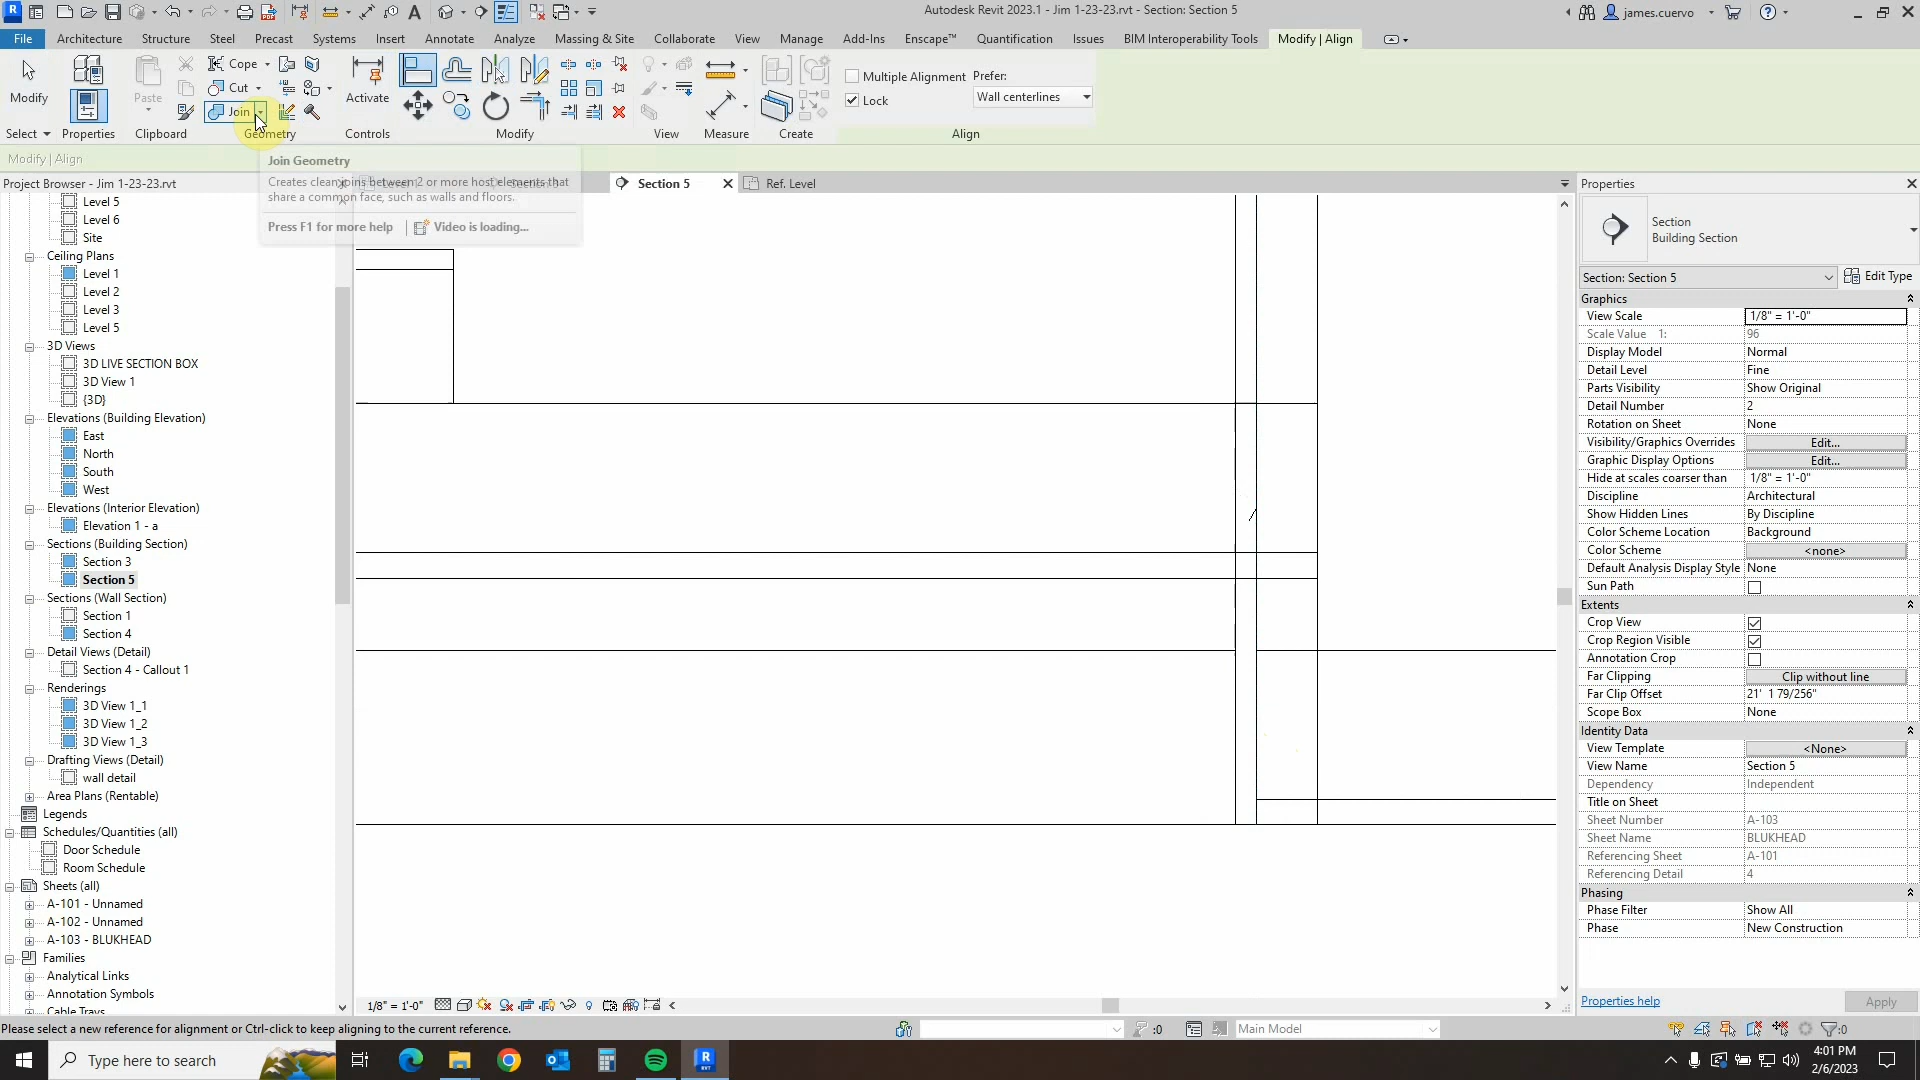 Autodesk Revit 2023.1 - Jim 1-23-23.rvt - Section: Section 5
james.cuervo
File Architecture Structure Steel Precast Systems Insert Annotate Analyze Massing & Site Collaborate View Manage Add-Ins Enscape™ Quantification Issues BIM Interoperability Tools Modify | Align
Modify
Paste
Cope
Cut
Join
Activate
Multiple Alignment Prefer:
Lock
Wall centerlines
Select Properties Clipboard Geometry Controls Modify View Measure Create Align
Modify | Align
Join Geometry
Creates clean joins between 2 or more host elements that
share a common face, such as walls and floors.
Press F1 for more help Video is loading...
Project Browser - Jim 1-23-23.rvt
Section 5
Ref. Level
Level 5
Level 6
Site
Ceiling Plans
Level 1
Level 2
Level 3
Level 5
3D Views
3D LIVE SECTION BOX
3D View 1
{3D}
Elevations (Building Elevation)
East
North
South
West
Elevations (Interior Elevation)
Elevation 1 - a
Sections (Building Section)
Section 3
Section 5
Sections (Wall Section)
Section 1
Section 4
Detail Views (Detail)
Section 4 - Callout 1
Renderings
3D View 1_1
3D View 1_2
3D View 1_3
Drafting Views (Detail)
wall detail
Area Plans (Rentable)
Legends
Schedules/Quantities (all)
Door Schedule
Room Schedule
Sheets (all)
A-101 - Unnamed
A-102 - Unnamed
A-103 - BLUKHEAD
Families
Analytical Links
Annotation Symbols
Cable Trays
Properties
Section
Building Section
Section: Section 5 Edit Type
Graphics
View Scale 1/8" = 1'-0"
Scale Value 1: 96
Display Model Normal
Detail Level Fine
Parts Visibility Show Original
Detail Number 2
Rotation on Sheet None
Visibility/Graphics Overrides Edit...
Graphic Display Options Edit...
Hide at scales coarser than 1/8" = 1'-0"
Discipline Architectural
Show Hidden Lines By Discipline
Color Scheme Location Background
Color Scheme <none>
Default Analysis Display Style None
Sun Path
Extents
Crop View
Crop Region Visible
Annotation Crop
Far Clipping Clip without line
Far Clip Offset 21' 1 79/256"
Scope Box None
Identity Data
View Template <None>
View Name Section 5
Dependency Independent
Title on Sheet
Sheet Number A-103
Sheet Name BLUKHEAD
Referencing Sheet A-101
Referencing Detail 4
Phasing
Phase Filter Show All
Phase New Construction
Properties help Apply
1/8" = 1'-0"
Please select a new reference for alignment or Ctrl-click to keep aligning to the current reference.
:0
Main Model
:0
Type here to search
4:01 PM
2/6/2023